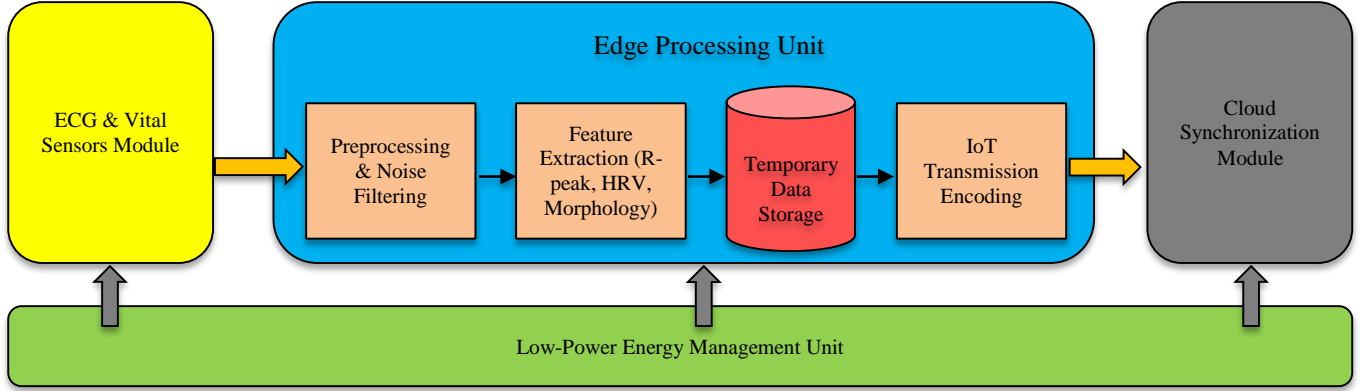 Edge Processing Unit
ECG & Vital
Sensors Module
Preprocessing
& Noise
Filtering
Feature
Extraction (R-
peak, HRV,
Morphology)
Temporary
Data
Storage
IoT
Transmission
Encoding
Cloud
Synchronization
Module
Low-Power Energy Management Unit